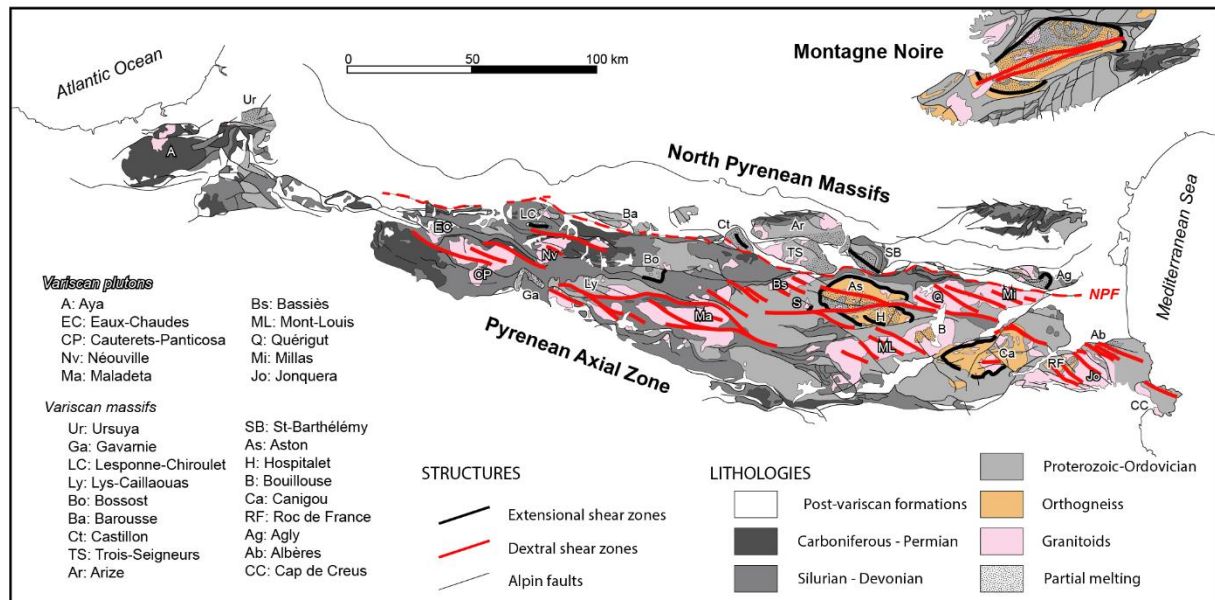 Atlantic Ocean
Ur
A
0 50 100 km
Montagne Noire
North Pyrenean Massifs
Mediterranean Sea
EC
LC
Ba
Ct
Ar
TS
SB
Ag
CP
Nv
Bo
Bs
As
S
Q
Mi
NPF
Ga
Ly
Ma
H
B
ML
Ca
RF
Ab
Jo
CC
Pyrenean Axial Zone
Variscan plutons
A: Aya
EC: Eaux-Chaudes
CP: Cauterets-Panticosa
Nv: Néouville
Ma: Maladeta
Bs: Bassiès
ML: Mont-Louis
Q: Quérigut
Mi: Millas
Jo: Jonquera
Variscan massifs
Ur: Ursuya
Ga: Gavarnie
LC: Lesponne-Chiroulet
Ly: Lys-Caillaouas
Bo: Bossost
Ba: Barousse
Ct: Castillon
TS: Trois-Seigneurs
Ar: Arize
SB: St-Barthélémy
As: Aston
H: Hospitalet
B: Bouillouse
Ca: Canigou
RF: Roc de France
Ag: Agly
Ab: Albères
CC: Cap de Creus
STRUCTURES
Extensional shear zones
Dextral shear zones
Alpin faults
LITHOLOGIES
Post-variscan formations
Carboniferous - Permian
Silurian - Devonian
Proterozoic-Ordovician
Orthogneiss
Granitoids
Partial melting